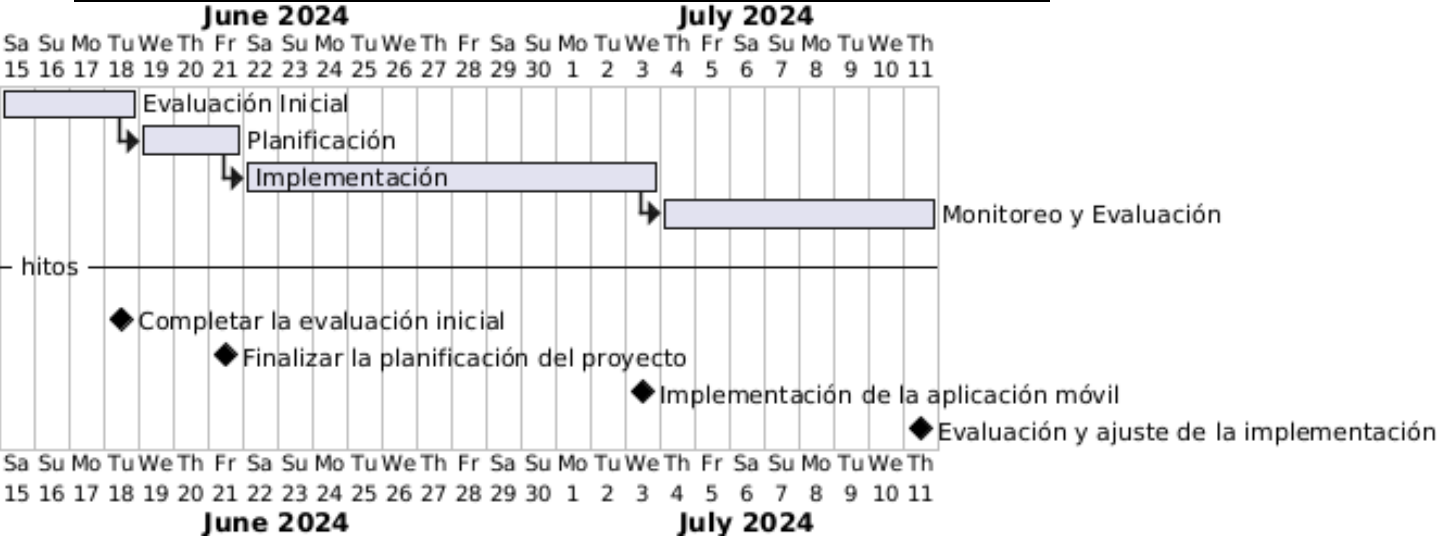 June 2024 July 2024
Sa Su Mo Tu We Th Fr Sa Su Mo Tu We Th Fr Sa Su Mo Tu We Th Fr Sa Su Mo Tu We Th
15 16 17 18 19 20 21 22 23 24 25 26 27 28 29 30 1 2 3 4 5 6 7 8 9 10 11
Evaluación Inicial
Planificación
Implementación
Monitoreo y Evaluación
hitos
Completar la evaluación inicial
Finalizar la planificación del proyecto
Implementación de la aplicación móvil
Evaluación y ajuste de la implementación
Sa Su Mo Tu We Th Fr Sa Su Mo Tu We Th Fr Sa Su Mo Tu We Th Fr Sa Su Mo Tu We Th
15 16 17 18 19 20 21 22 23 24 25 26 27 28 29 30 1 2 3 4 5 6 7 8 9 10 11
June 2024 July 2024